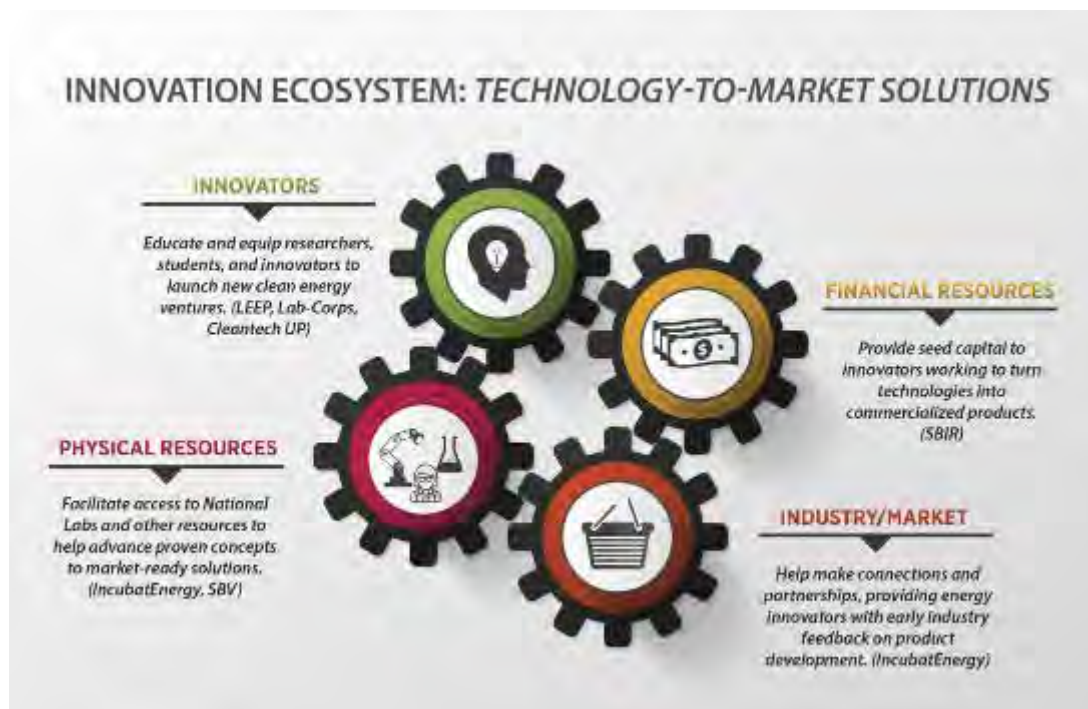 INNOVATION ECOSYSTEM: TECHNOLOGY-TO-MARKET SOLUTIONS
INNOVATORS
Educate and equip researchers,
students, and innovators to
launch new clean energy
ventures. (LEEP, Lab-Corps,
Cleantech UP)
FINANCIAL RESOURCES
Provide seed capital to
innovators working to turn
technologies into
commercialized products.
(SBIR)
PHYSICAL RESOURCES
Facilitate access to National
Labs and other resources to
help advance proven concepts
to market-ready solutions.
(IncubatEnergy, SBV)
INDUSTRY/MARKET
Help make connections and
partnerships, providing energy
innovators with early industry
feedback on product
development. (IncubatEnergy)
$